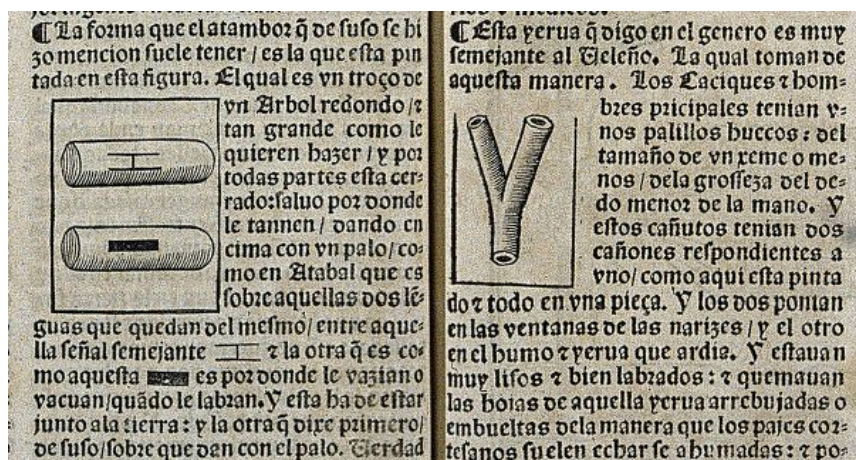 ¶ La forma que el atambor q̃ de suso se hi
zo mencion suele tener / es la que esta pin
tada en esta figura. El qual es vn troço de
vn Arbol redondo / ⁊
tan grande como le
quieren hazer / y por
todas partes esta cer-
rado: saluo por donde
le tannen / dando en
cima con vn palo / co-
mo en Atabal que es
sobre aquellas dos lẽ-
guas que quedan del mesmo / entre aque-
lla señal semejante ⁊ la otra q̃ es co-
mo aquesta es por donde le vazian o
vacuan / quãdo le labran. Y esta ha de estar
junto ala tierra: y la otra q̃ dixe primero /
de suso / sobre que dan con el palo. Verdad
¶ Esta yerua q̃ digo en el genero es muy
semejante al Veleño. La qual toman de
aquesta manera. Los Caciques ⁊ hom-
bres pricipales tenian v-
nos palillos huecos: del
tamaño de vn xeme o me-
nos / dela grosseza del de-
do menor de la mano. Y
estos cañutos tenian dos
cañones respondientes a
vno / como aqui esta pinta
do ⁊ todo en vna pieça. Y los dos ponian
en las ventanas de las narizes / y el otro
en el humo ⁊ yerua que ardia. Y estauan
muy lisos ⁊ bien labrados: ⁊ quemauan
las hojas de aquella yerua arrebujadas o
embueltas dela manera que los pajes cor-
tesanos suelen echar se ahumadas: ⁊ to-